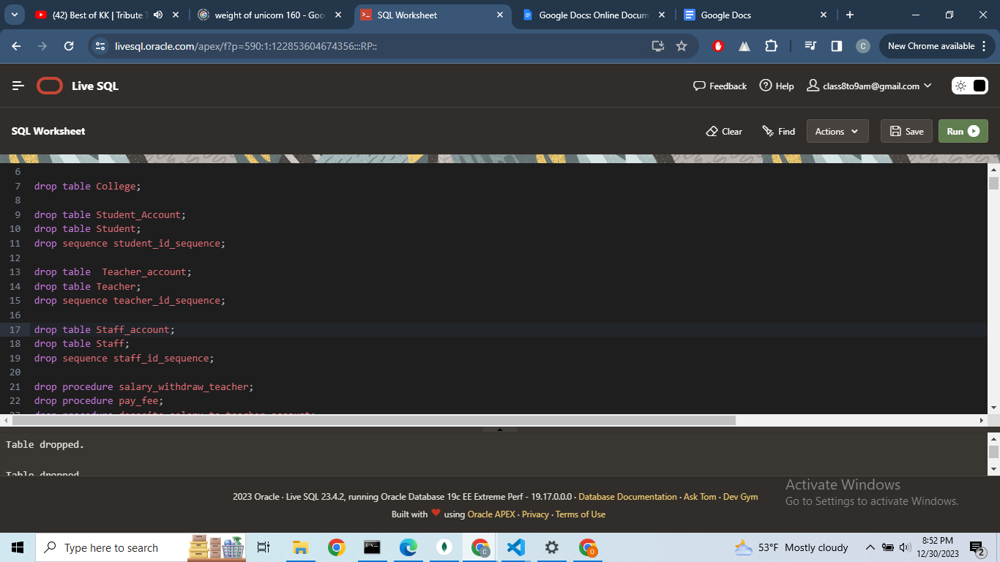 (42) Best of KK | Tribute T
weight of unicorn 160 - Goo
SQL Worksheet
Google Docs: Online Docum
Google Docs
livesql.oracle.com/apex/f?p=590:1:122853604674356:::RP::
C
New Chrome available
Live SQL
Feedback
Help
class8to9am@gmail.com
SQL Worksheet
Clear
Find
Actions
Save
Run
6
7 drop table College;
8
9 drop table Student_Account;
10 drop table Student;
11 drop sequence student_id_sequence;
12
13 drop table  Teacher_account;
14 drop table Teacher;
15 drop sequence teacher_id_sequence;
16
17 drop table Staff_account;
18 drop table Staff;
19 drop sequence staff_id_sequence;
20
21 drop procedure salary_withdraw_teacher;
22 drop procedure pay_fee;
23 drop procedure deposite_salary_to_teacher_account;
Table dropped.
Table dropped.
Activate Windows
Go to Settings to activate Windows.
2023 Oracle · Live SQL 23.4.2, running Oracle Database 19c EE Extreme Perf - 19.17.0.0.0 · Database Documentation · Ask Tom · Dev Gym
Built with ❤ using Oracle APEX · Privacy · Terms of Use
Type here to search
53°F Mostly cloudy
8:52 PM
12/30/2023
2